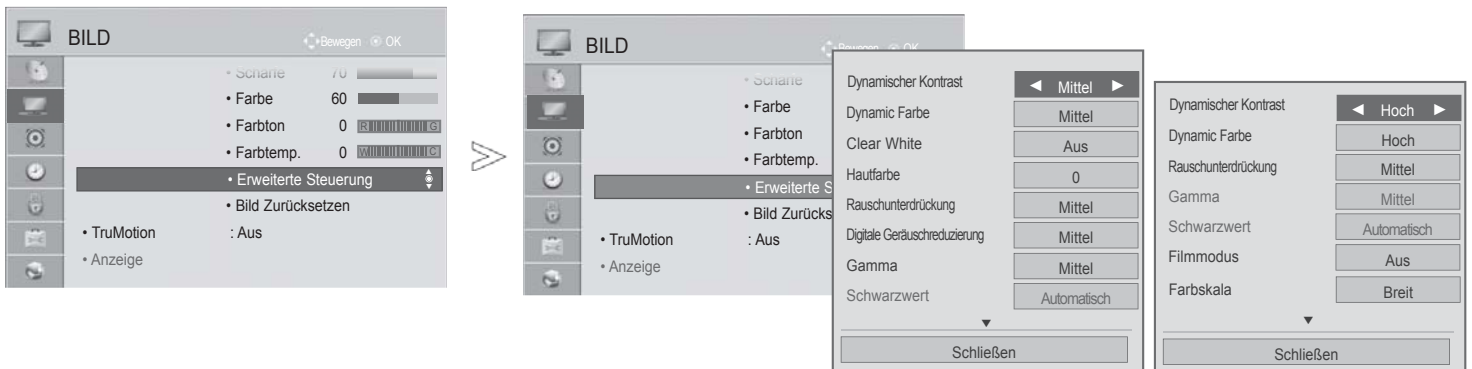 BILD
Bewegen OK
• Schärfe 70
• Farbe 60
• Farbton 0 R G
• Farbtemp. 0 W C
• Erweiterte Steuerung
• Bild Zurücksetzen
• TruMotion : Aus
• Anzeige
BILD
Bewegen OK
• Schärfe
• Farbe
• Farbton
• Farbtemp.
• Erweiterte S
• Bild Zurücks
• TruMotion : Aus
• Anzeige
Dynamischer Kontrast ◄ Mittel ►
Dynamic Farbe Mittel
Clear White Aus
Hautfarbe 0
Rauschunterdrückung Mittel
Digitale Geräuschreduzierung Mittel
Gamma Mittel
Schwarzwert Automatisch
▼
Schließen
Dynamischer Kontrast ◄ Hoch ►
Dynamic Farbe Hoch
Rauschunterdrückung Mittel
Gamma Mittel
Schwarzwert Automatisch
Filmmodus Aus
Farbskala Breit
▼
Schließen